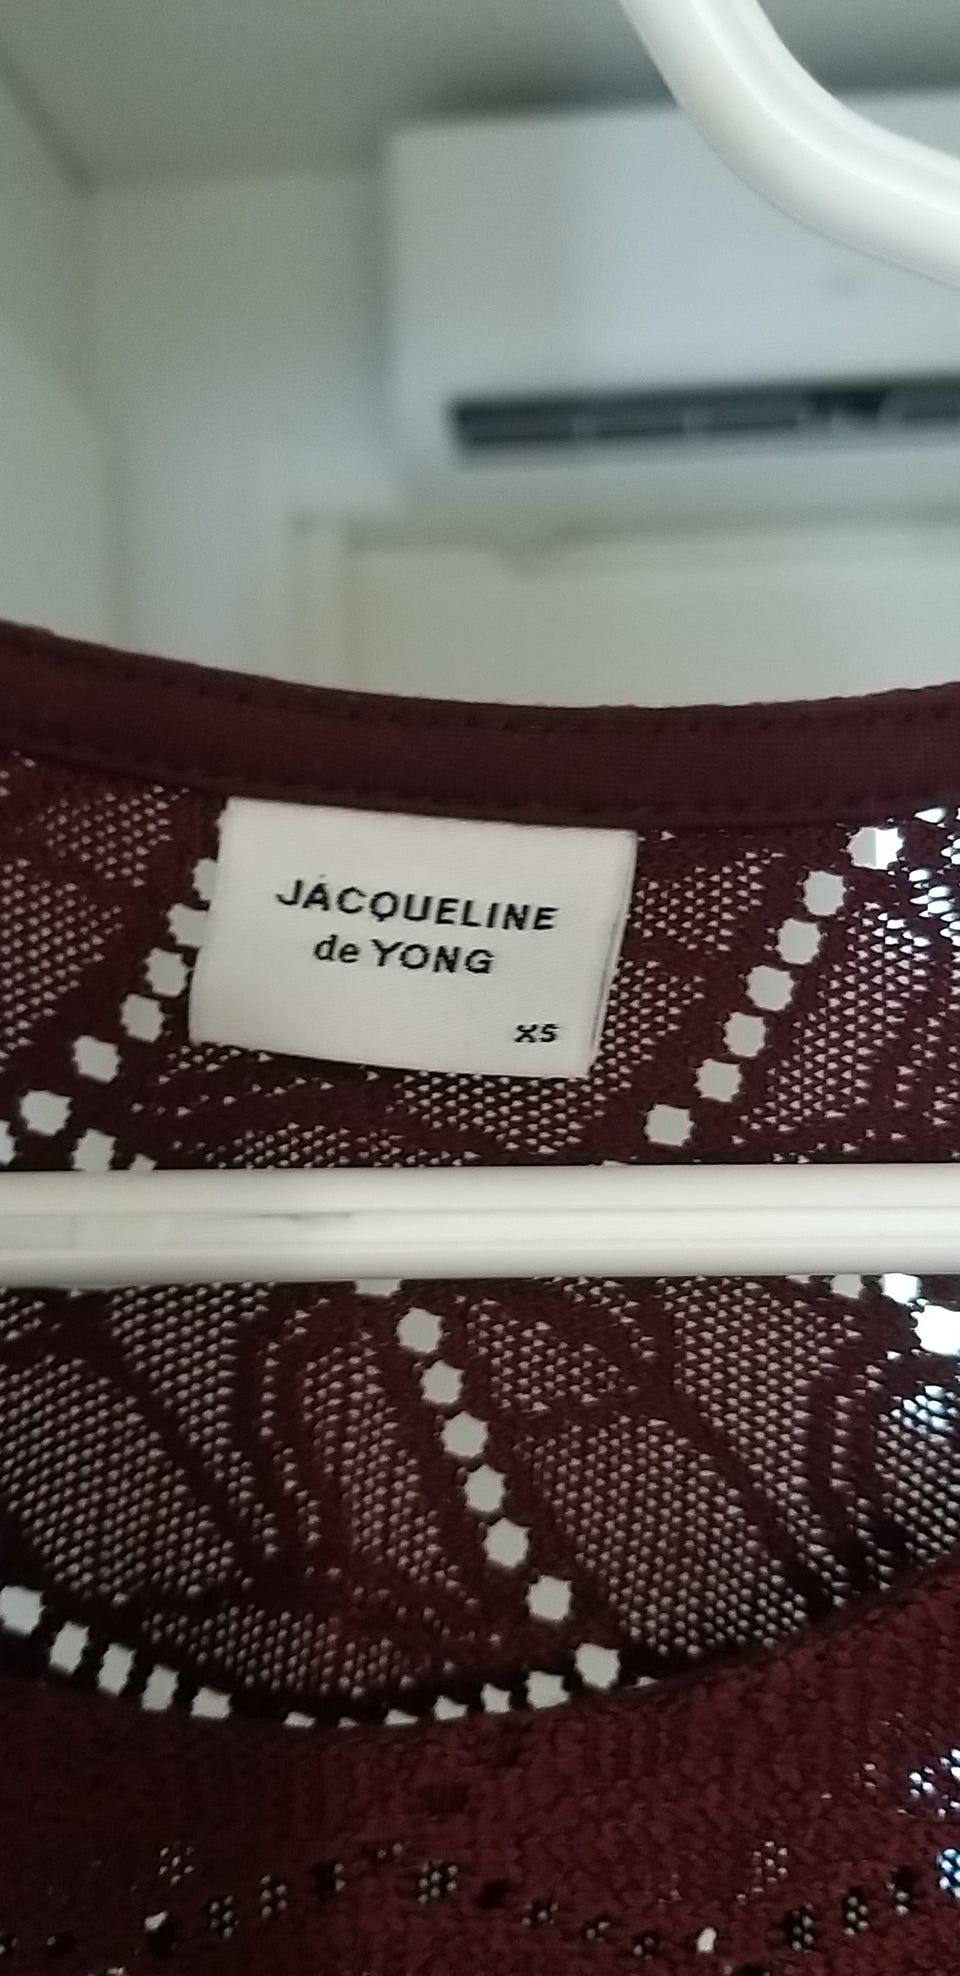 JACQUELINE
de YONG
XS